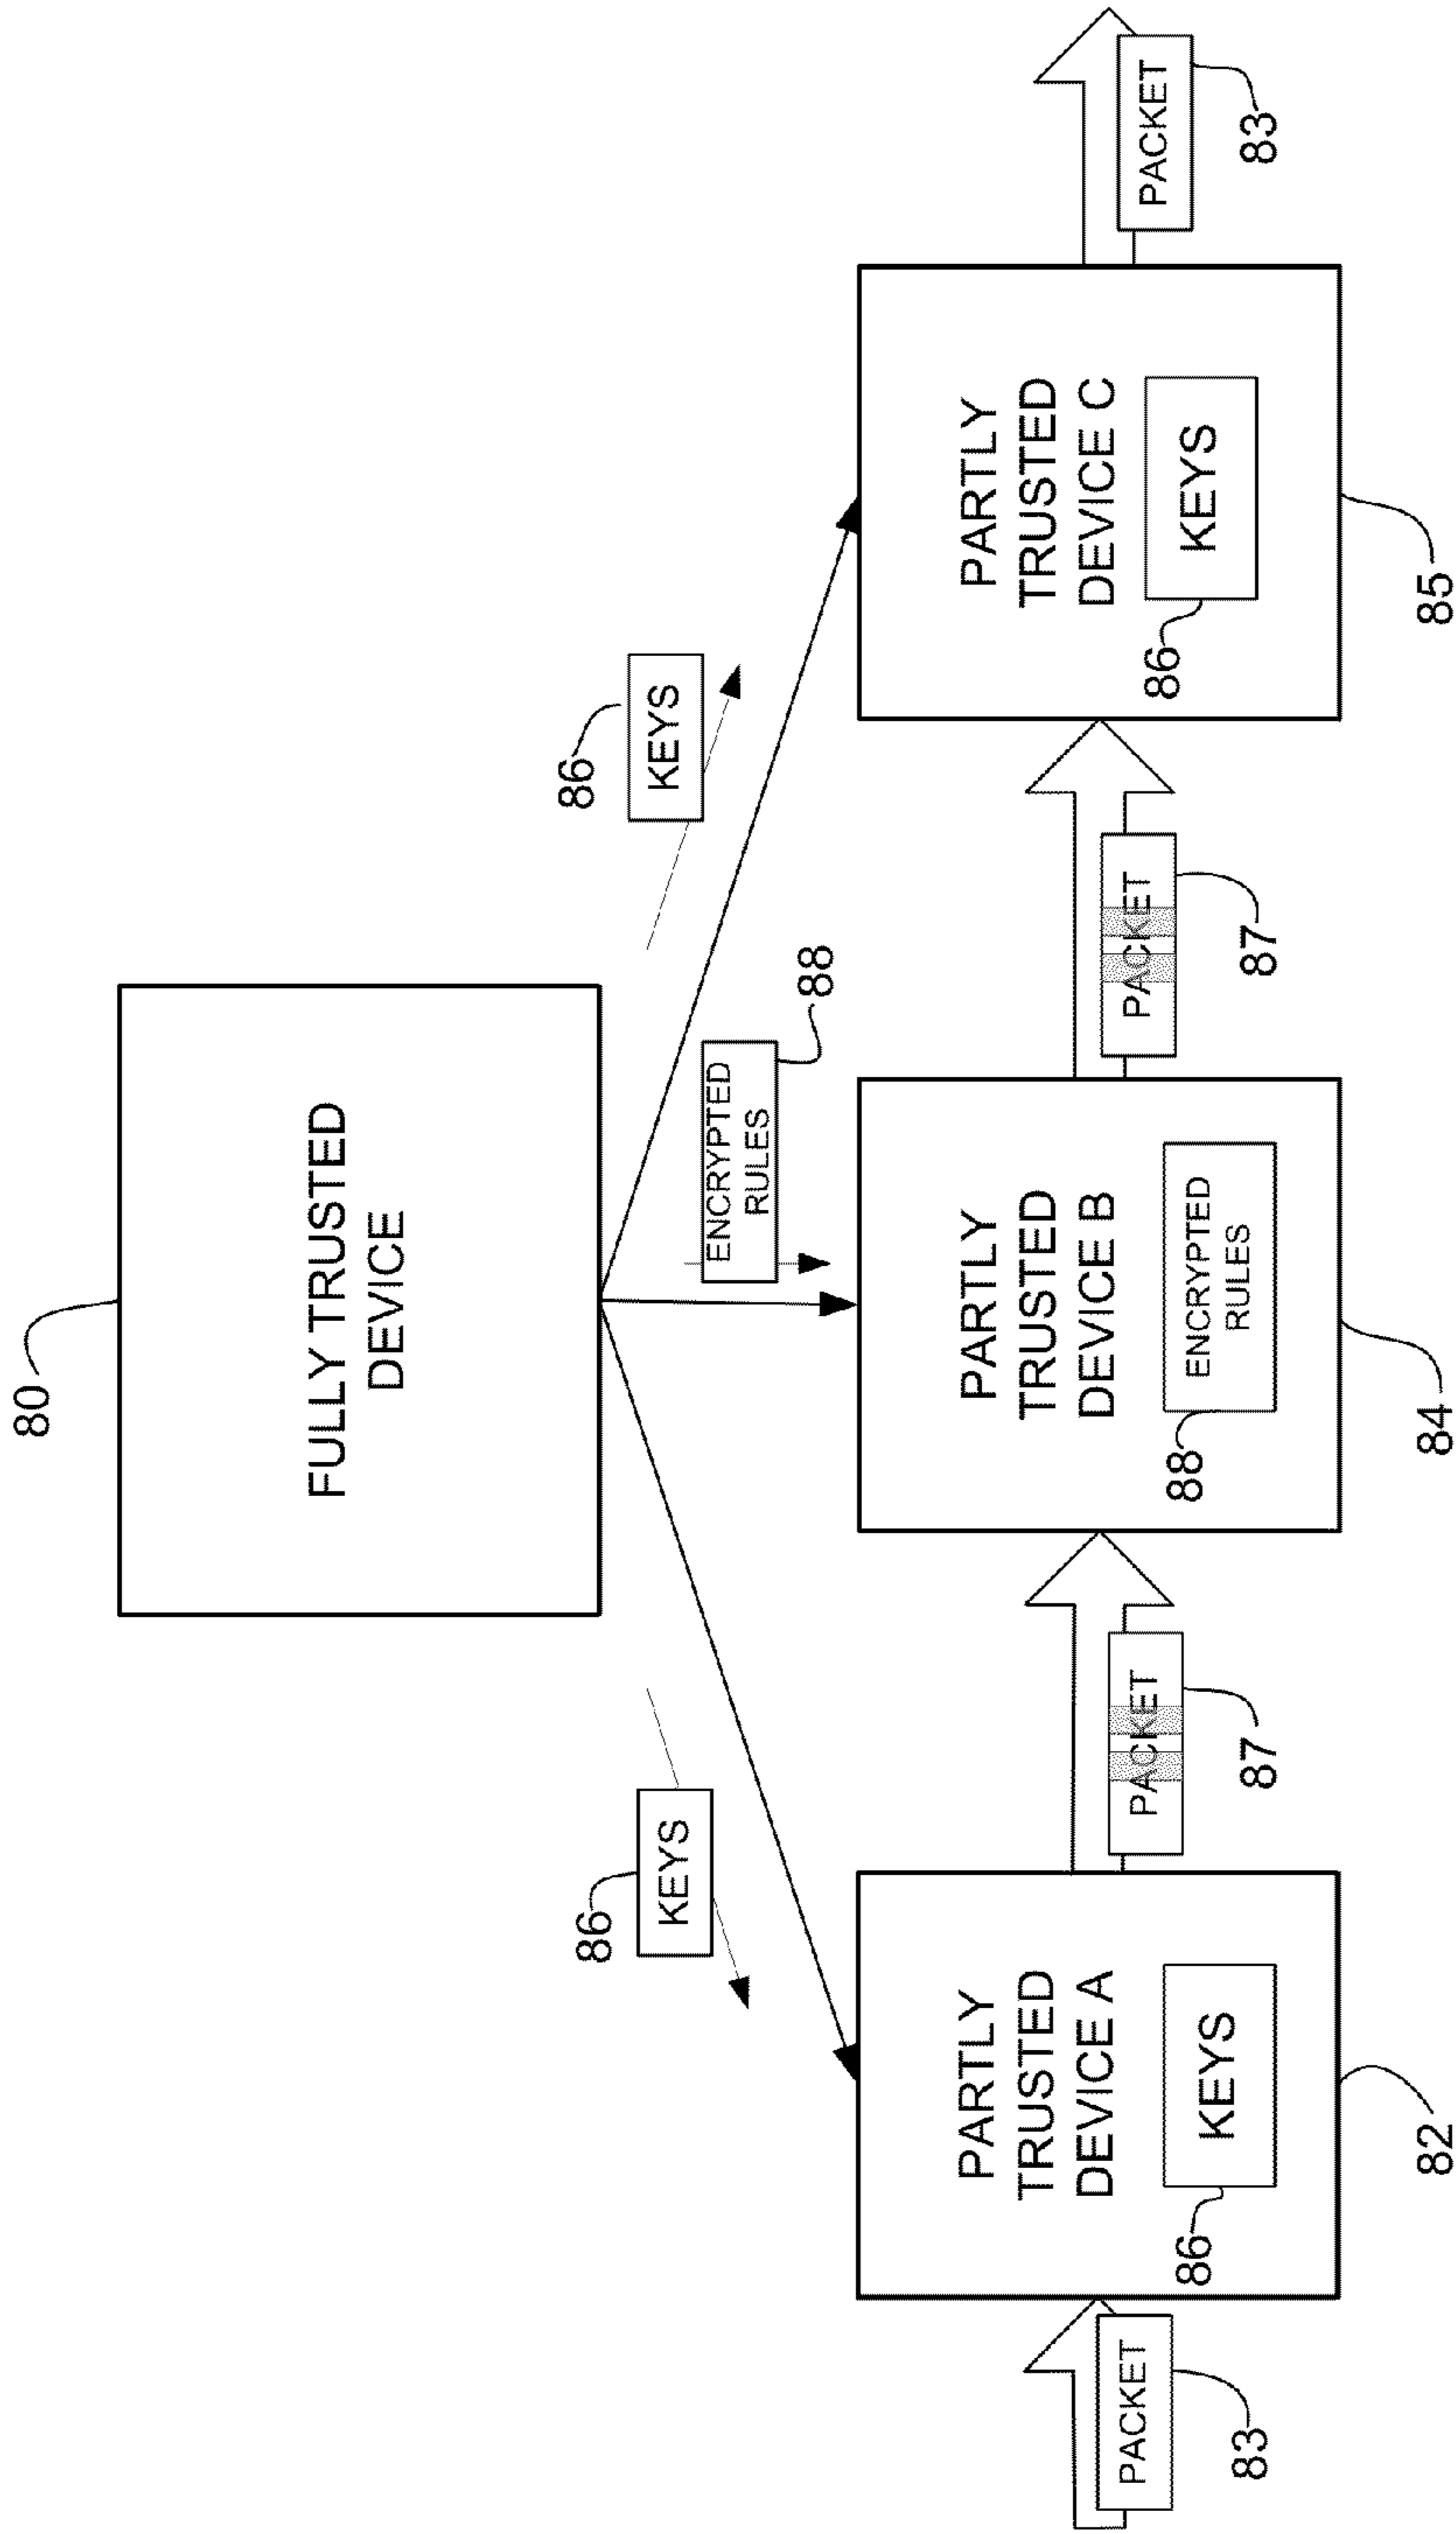 80
FULLY TRUSTED
DEVICE
86
KEYS
ENCRYPTED
RULES
88
86
KEYS
PARTLY
TRUSTED
DEVICE A
86
KEYS
82
PARTLY
TRUSTED
DEVICE B
88
ENCRYPTED
RULES
84
PARTLY
TRUSTED
DEVICE C
86
KEYS
85
PACKET
83
PACKET
87
PACKET
87
PACKET
83